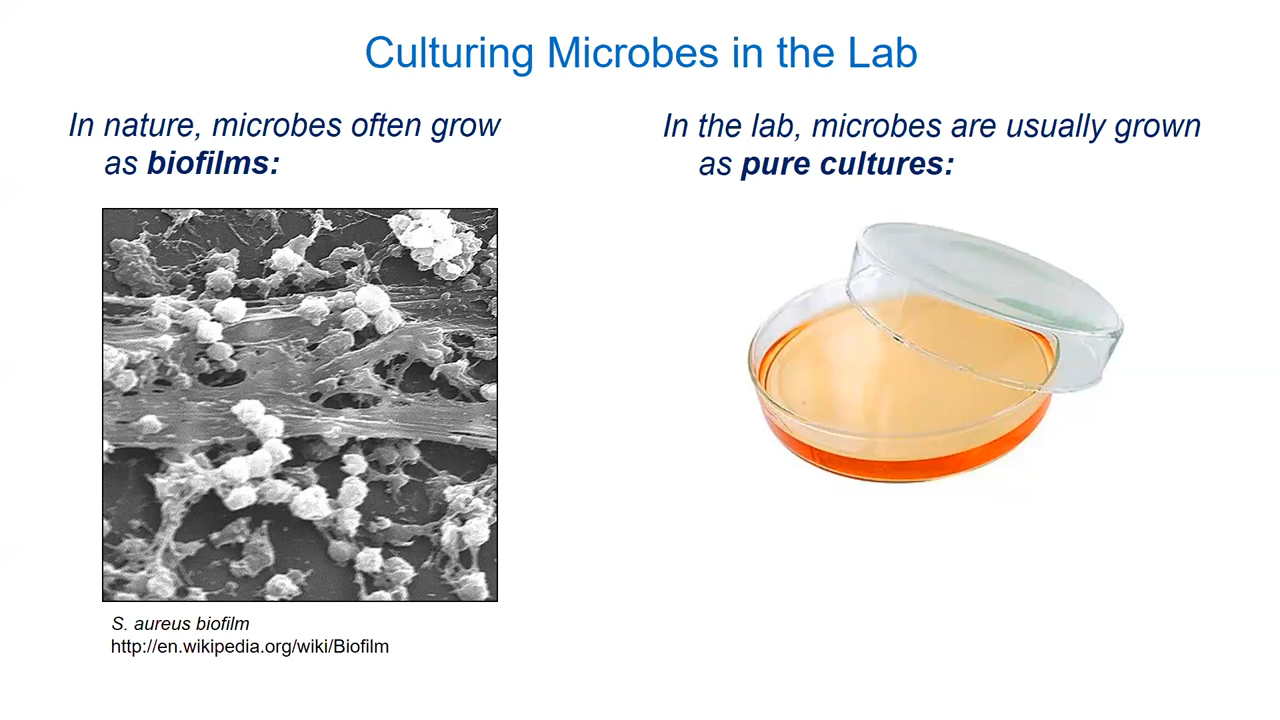 Culturing Microbes in the Lab
In nature, microbes often grow
as biofilms:
In the lab, microbes are usually grown
as pure cultures:
S. aureus biofilm
http://en.wikipedia.org/wiki/Biofilm